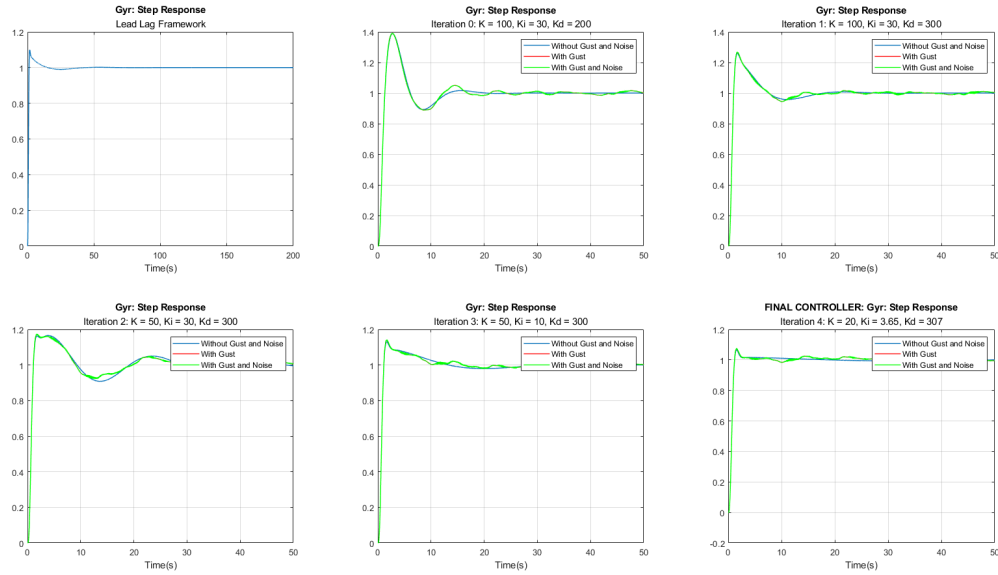 Gyr: Step Response
Lead Lag Framework
1.2
1
0.8
0.6
0.4
0.2
0
0 50 100 150 200
Time(s)
Gyr: Step Response
Iteration 0: K = 100, Ki = 30, Kd = 200
Without Gust and Noise
With Gust
With Gust and Noise
1.4
1.2
1
0.8
0.6
0.4
0.2
0
0 10 20 30 40 50
Time(s)
Gyr: Step Response
Iteration 1: K = 100, Ki = 30, Kd = 300
Without Gust and Noise
With Gust
With Gust and Noise
1.4
1.2
1
0.8
0.6
0.4
0.2
0
0 10 20 30 40 50
Time(s)
Gyr: Step Response
Iteration 2: K = 50, Ki = 30, Kd = 300
Without Gust and Noise
With Gust
With Gust and Noise
1.2
1
0.8
0.6
0.4
0.2
0
0 10 20 30 40 50
Time(s)
Gyr: Step Response
Iteration 3: K = 50, Ki = 10, Kd = 300
Without Gust and Noise
With Gust
With Gust and Noise
1.2
1
0.8
0.6
0.4
0.2
0
0 10 20 30 40 50
Time(s)
FINAL CONTROLLER: Gyr: Step Response
Iteration 4: K = 20, Ki = 3.65, Kd = 307
Without Gust and Noise
With Gust
With Gust and Noise
1.2
1
0.8
0.6
0.4
0.2
0
-0.2
0 10 20 30 40 50
Time(s)